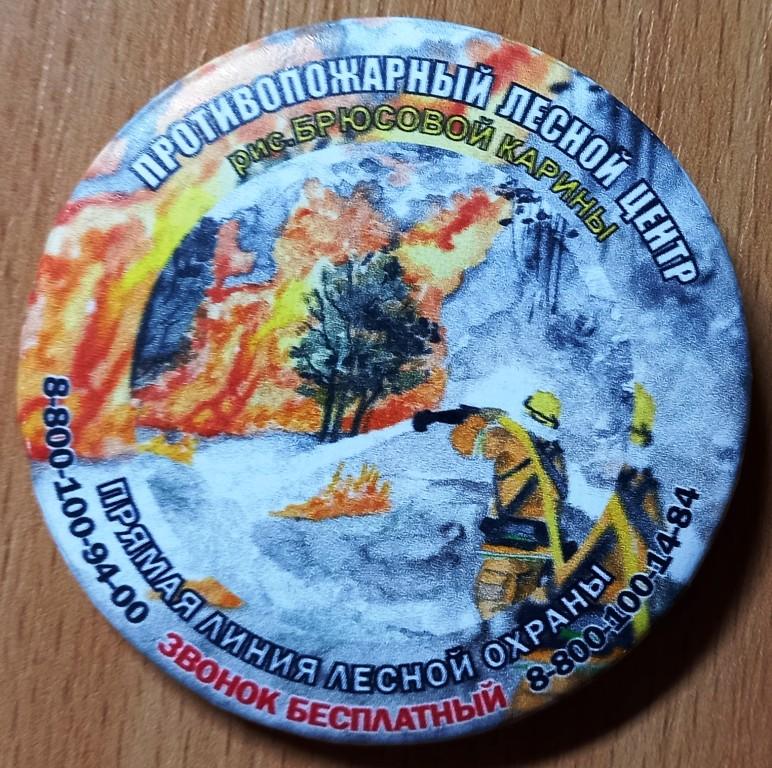 ПРОТИВОПОЖАРНЫЙ ЛЕСНОЙ ЦЕНТР
рис.БРЮСОВОЙ КАРИНЫ
8-800-100-94-00
ПРЯМАЯ ЛИНИЯ ЛЕСНОЙ ОХРАНЫ
ЗВОНОК БЕСПЛАТНЫЙ
8-800-100-14-84